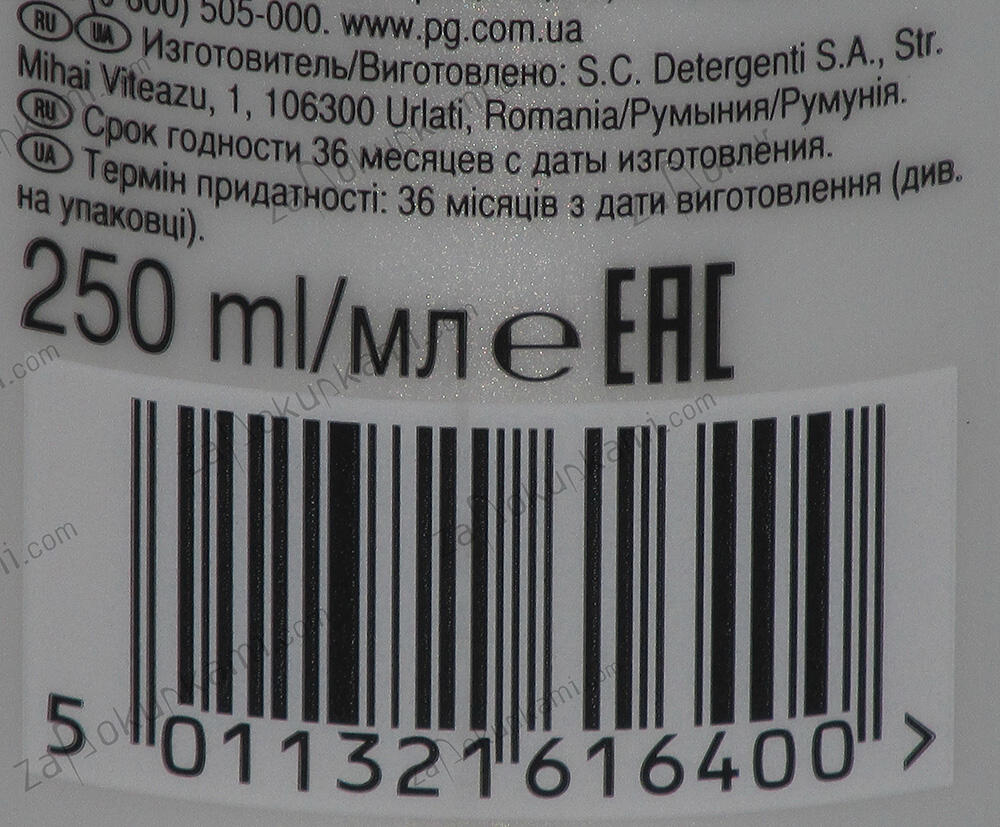 505-000. www.pg.com.ua
RU UA Изготовитель/Виготовлено: S.C. Detergenti S.A., Str.
Mihai Viteazu, 1, 106300 Urlati, Romania/Румыния/Румунія.
RU Срок годности 36 месяцев с даты изготовления.
UA Термін придатності: 36 місяців з дати виготовлення (див.
на упаковці).
250 ml/мл e EAC
5 011321 616400 >